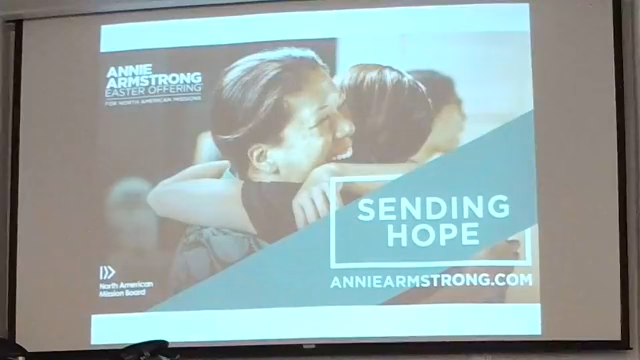 ANNIE
ARMSTRONG
EASTER OFFERING
FOR NORTH AMERICAN MISSIONS
SENDING
HOPE
North American
Mission Board
ANNIEARMSTRONG.COM